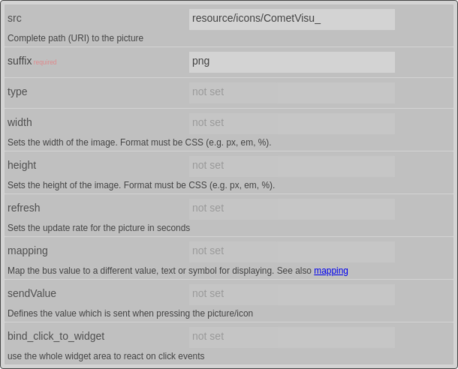 src resource/icons/CometVisu_
Complete path (URI) to the picture
suffix required png
type not set
width not set
Sets the width of the image. Format must be CSS (e.g. px, em, %).
height not set
Sets the height of the image. Format must be CSS (e.g. px, em, %).
refresh not set
Sets the update rate for the picture in seconds
mapping not set
Map the bus value to a different value, text or symbol for displaying. See also mapping
sendValue not set
Defines the value which is sent when pressing the picture/icon
bind_click_to_widget not set
use the whole widget area to react on click events